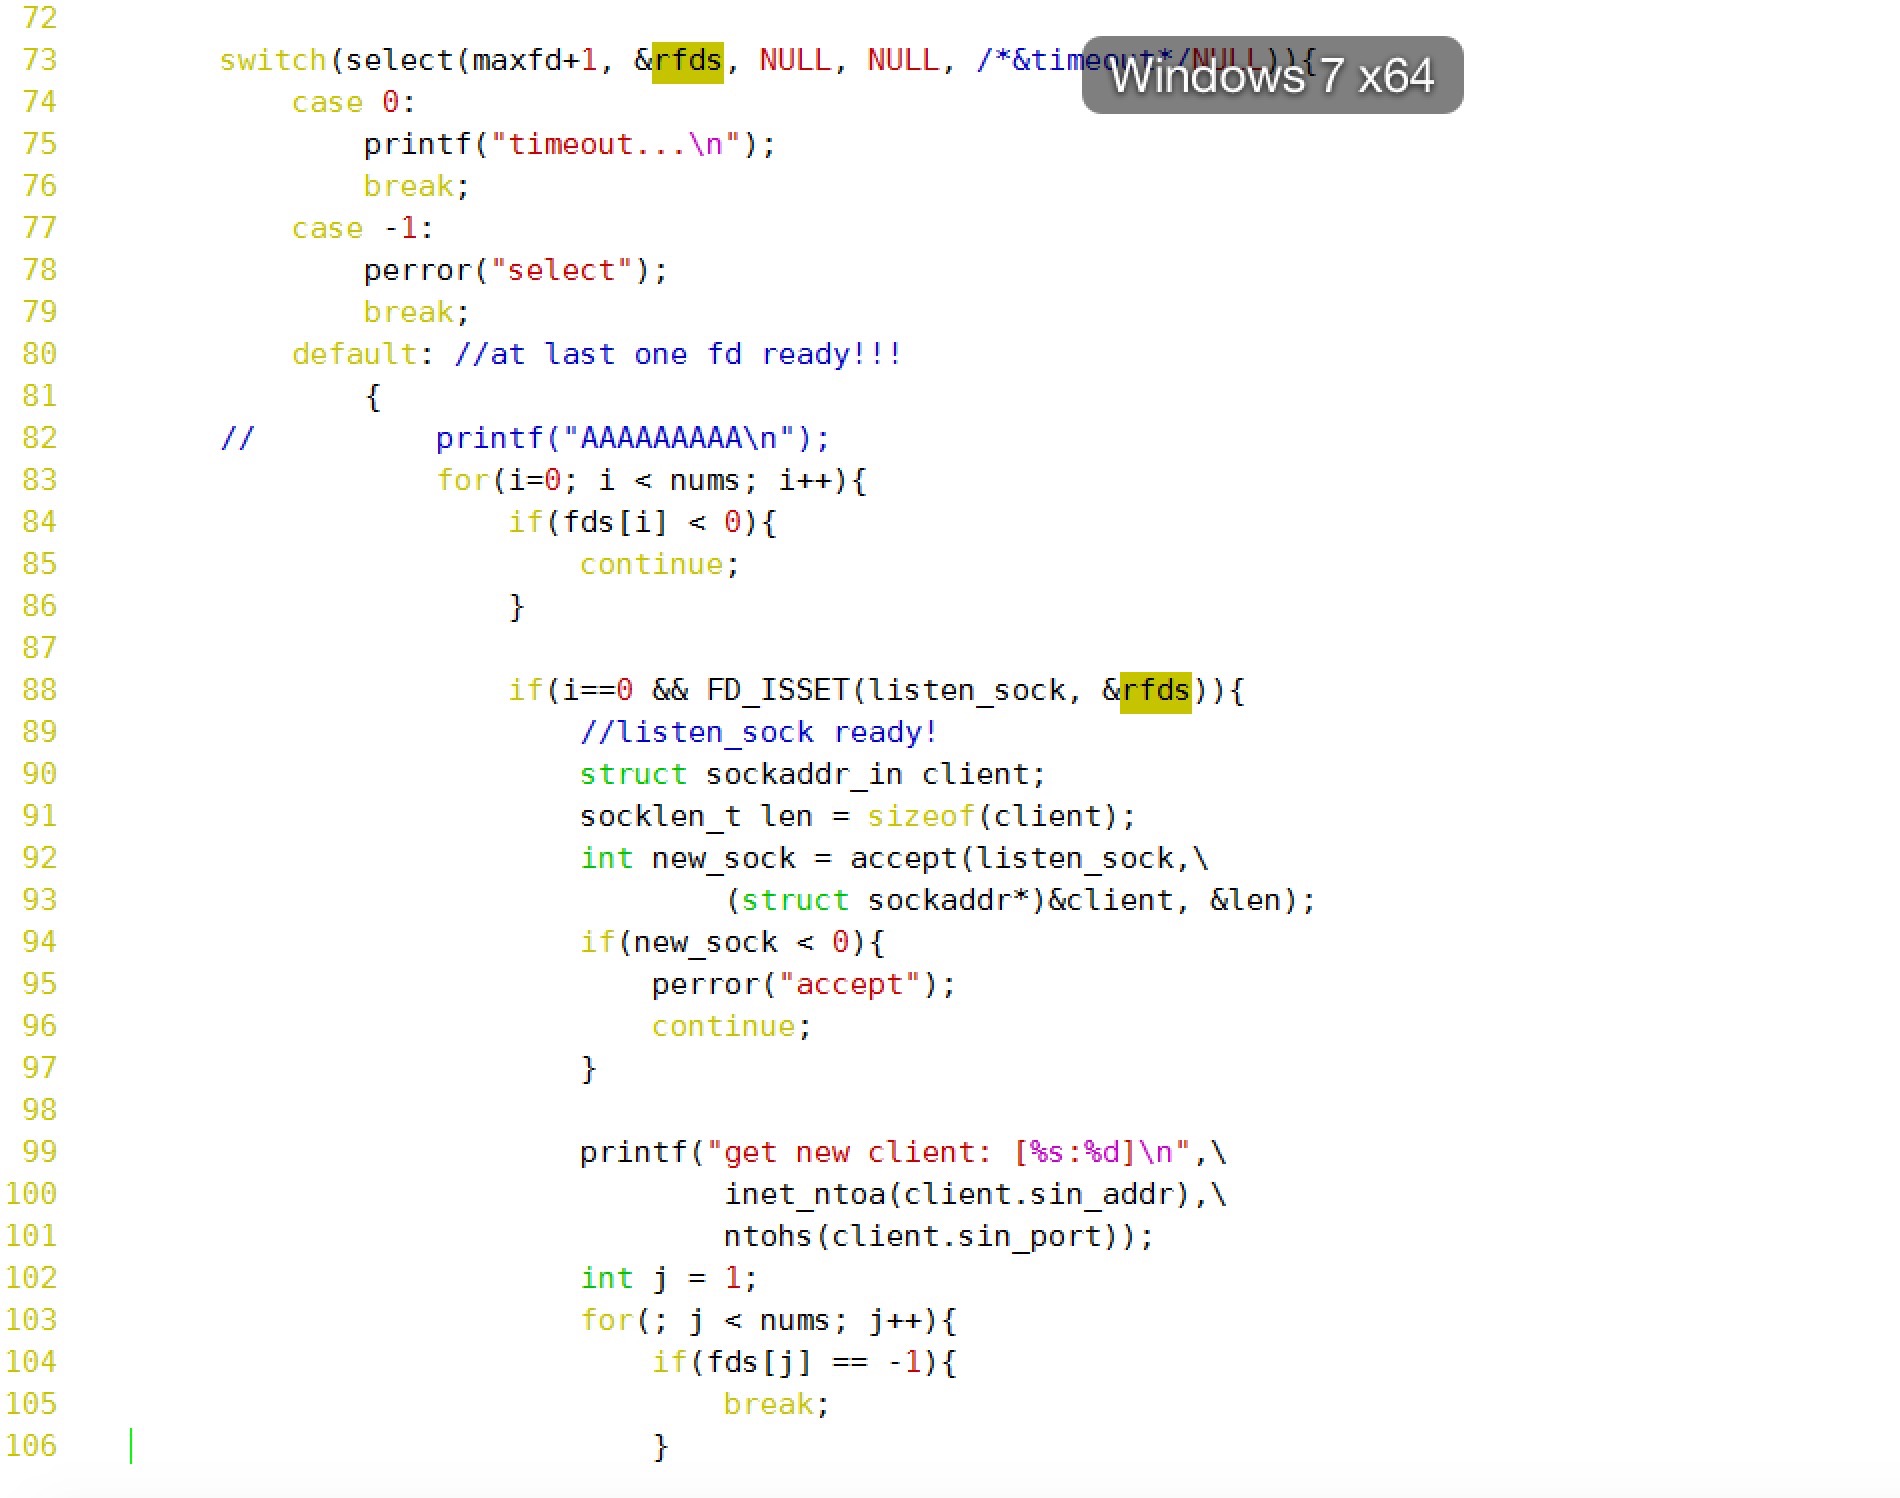 72
73 switch(select(maxfd+1, &rfds, NULL, NULL, /*&timeout*/NULL)){
Windows 7 x64
74 case 0:
75 printf("timeout...\n");
76 break;
77 case -1:
78 perror("select");
79 break;
80 default: //at last one fd ready!!!
81 {
82 // printf("AAAAAAAAA\n");
83 for(i=0; i < nums; i++){
84 if(fds[i] < 0){
85 continue;
86 }
87
88 if(i==0 && FD_ISSET(listen_sock, &rfds)){
89 //listen_sock ready!
90 struct sockaddr_in client;
91 socklen_t len = sizeof(client);
92 int new_sock = accept(listen_sock,\
93 (struct sockaddr*)&client, &len);
94 if(new_sock < 0){
95 perror("accept");
96 continue;
97 }
98
99 printf("get new client: [%s:%d]\n",\
100 inet_ntoa(client.sin_addr),\
101 ntohs(client.sin_port));
102 int j = 1;
103 for(; j < nums; j++){
104 if(fds[j] == -1){
105 break;
106 }